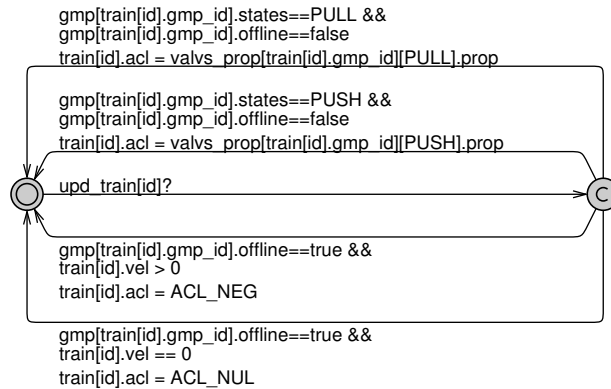 gmp[train[id].gmp_id].states==PULL &&
gmp[train[id].gmp_id].offline==false
train[id].acl = valvs_prop[train[id].gmp_id][PULL].prop
gmp[train[id].gmp_id].states==PUSH &&
gmp[train[id].gmp_id].offline==false
train[id].acl = valvs_prop[train[id].gmp_id][PUSH].prop
upd_train[id]?
C
gmp[train[id].gmp_id].offline==true &&
train[id].vel > 0
train[id].acl = ACL_NEG
gmp[train[id].gmp_id].offline==true &&
train[id].vel == 0
train[id].acl = ACL_NUL